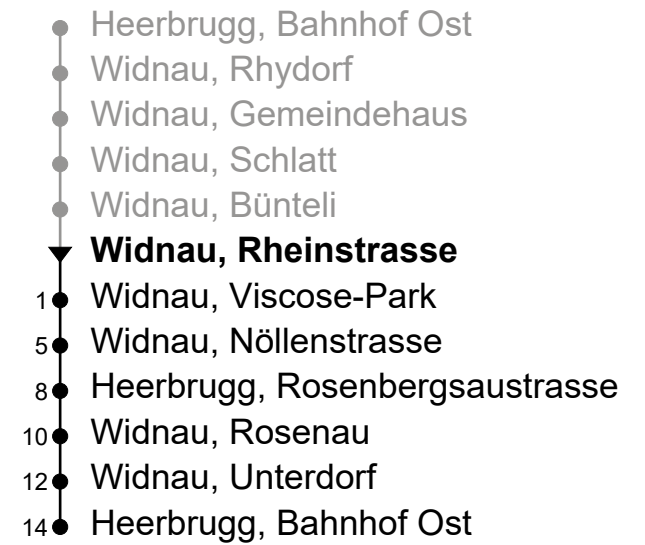 Heerbrugg, Bahnhof Ost
Widnau, Rhydorf
Widnau, Gemeindehaus
Widnau, Schlatt
Widnau, Bünteli
Widnau, Rheinstrasse
1 Widnau, Viscose-Park
5 Widnau, Nöllenstrasse
8 Heerbrugg, Rosenbergsaustrasse
10 Widnau, Rosenau
12 Widnau, Unterdorf
14 Heerbrugg, Bahnhof Ost